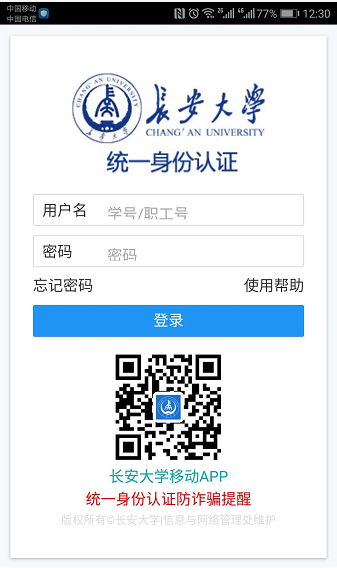 中国移动
中国电信
2G 4G 77% 12:30
CHANG'AN UNIVERSITY
长安大学
CHANG'AN UNIVERSITY
统一身份认证
用户名 学号/职工号
密码 密码
忘记密码 使用帮助
登录
长安大学移动APP
统一身份认证防诈骗提醒
版权所有©长安大学|信息与网络管理处维护